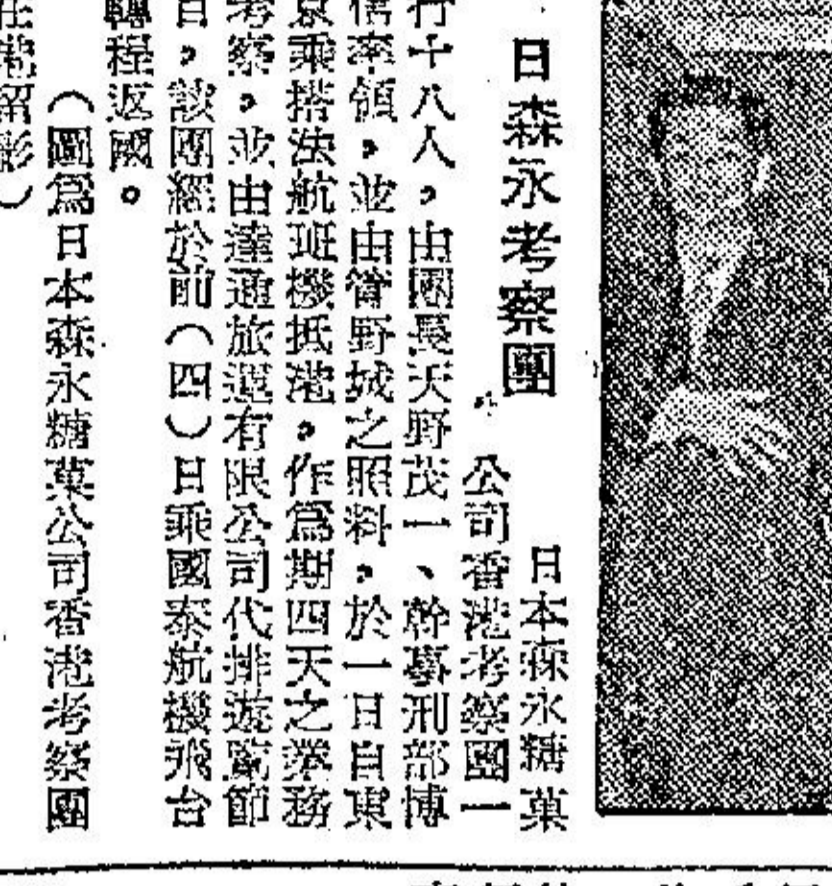 日森永考察團
日本森永糖菓
公司香港考察團一
行十八人，由團長天野茂一、幹事刑部博
信率領，並由管野城之照料，於一日自東
京乘搭法航班機抵港，作爲期四天之業務
考察，並由達通旅運有限公司代排遊覽節
目，該團經於前（四）日乘國泰航機飛台
轉程返國。
（圖爲日本森永糖菓公司香港考察團
在港留影）